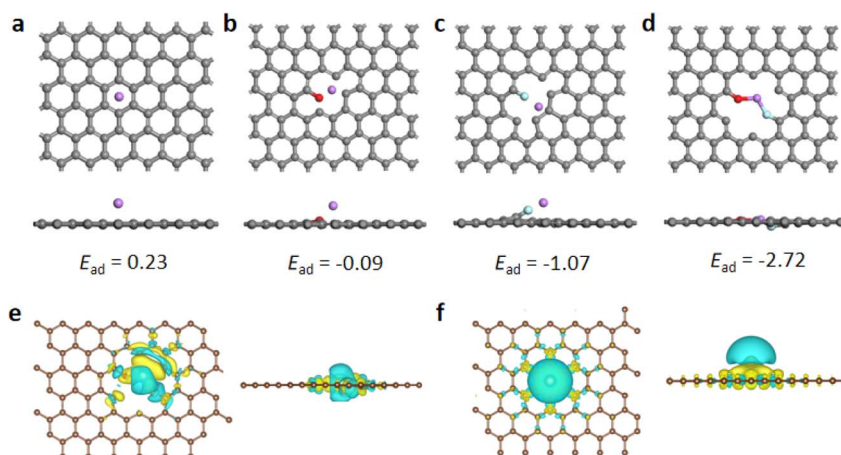 a b c d
E_ad = 0.23 E_ad = -0.09 E_ad = -1.07 E_ad = -2.72
e f